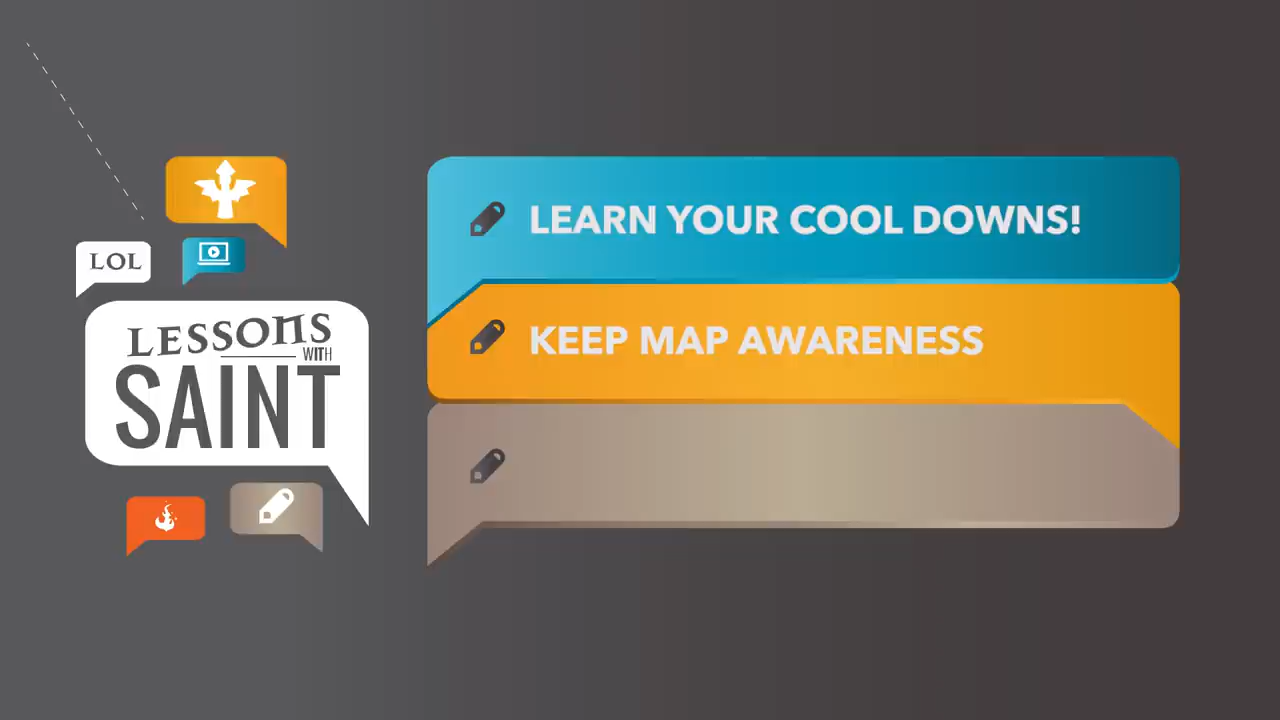 LOL
LESSONS
WITH
SAINT
LEARN YOUR COOL DOWNS!
KEEP MAP AWARENESS